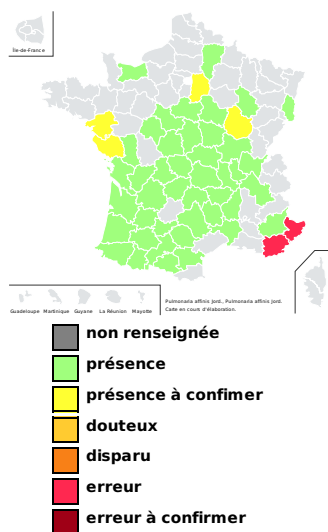 Île-de-France
Guadeloupe Martinique Guyane La Réunion Mayotte
Pulmonaria affinis Jord., Pulmonaria affinis Jord.
Carte en cours d'élaboration.
non renseignée
présence
présence à confimer
douteux
disparu
erreur
erreur à confirmer